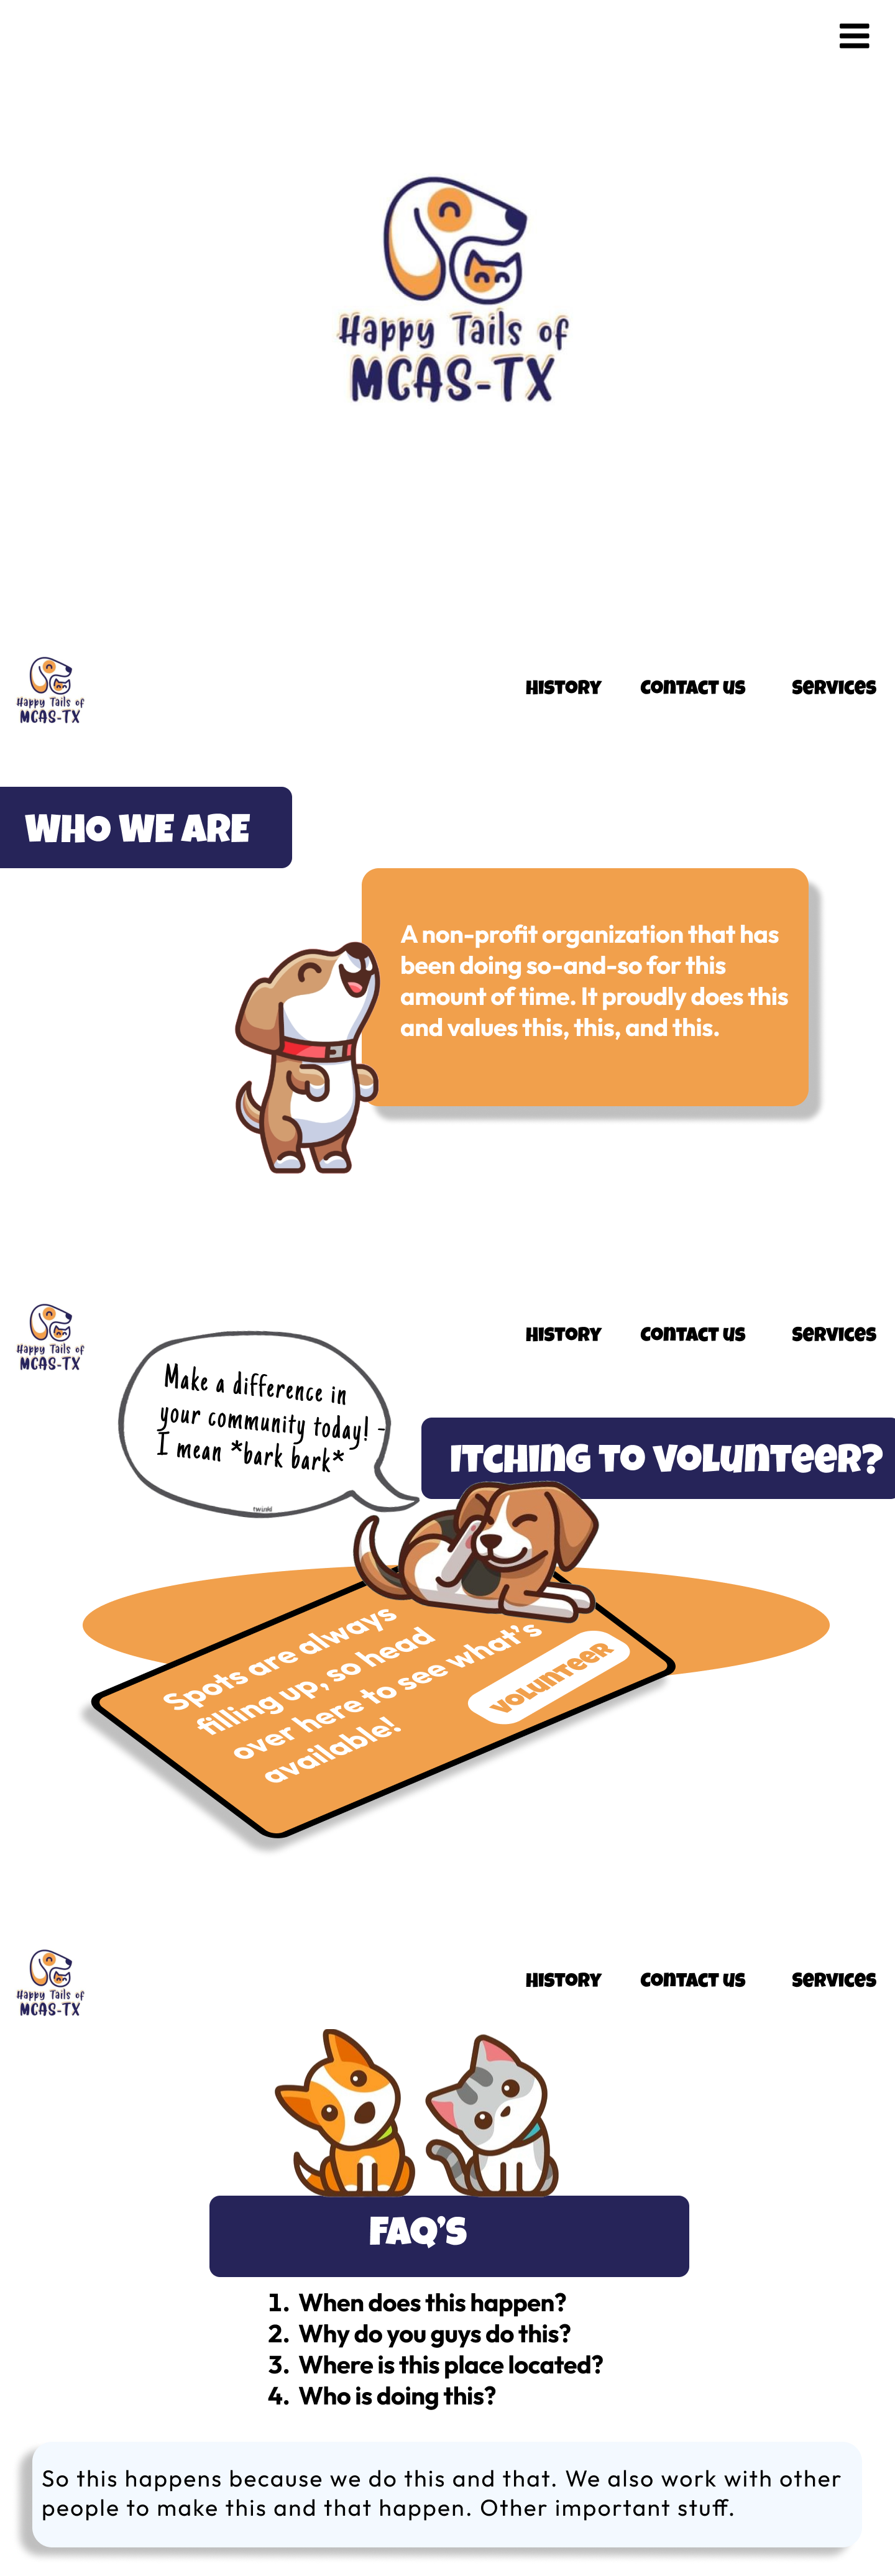 Happy Tails of
MCAS-TX
Happy Tails of
MCAS-TX
HISTORY CONTACT US SERVICES
WHO WE ARE
A non-profit organization that has
been doing so-and-so for this
amount of time. It proudly does this
and values this, this, and this.
Happy Tails of
MCAS-TX
HISTORY CONTACT US SERVICES
Make a difference in
your community today! -
I mean *bark bark*
ITCHING TO VOLUNTEER?
Spots are always
filling up, so head
over here to see what's
available!
VOLUNTEER
Happy Tails of
MCAS-TX
HISTORY CONTACT US SERVICES
FAQ'S
1. When does this happen?
2. Why do you guys do this?
3. Where is this place located?
4. Who is doing this?
So this happens because we do this and that. We also work with other
people to make this and that happen. Other important stuff.